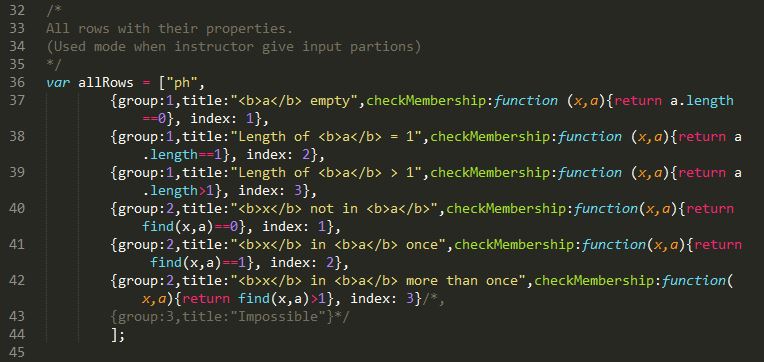 32 /*
33 All rows with their properties.
34 (Used mode when instructor give input partions)
35 */
36 var allRows = ["ph",
37 {group:1,title:"<b>a</b> empty",checkMembership:function (x,a){return a.length
==0}, index: 1},
38 {group:1,title:"Length of <b>a</b> = 1",checkMembership:function (x,a){return a
.length==1}, index: 2},
39 {group:1,title:"Length of <b>a</b> > 1",checkMembership:function (x,a){return a
.length>1}, index: 3},
40 {group:2,title:"<b>x</b> not in <b>a</b>",checkMembership:function(x,a){return
find(x,a)==0}, index: 1},
41 {group:2,title:"<b>x</b> in <b>a</b> once",checkMembership:function(x,a){return
find(x,a)==1}, index: 2},
42 {group:2,title:"<b>x</b> in <b>a</b> more than once",checkMembership:function(
x,a){return find(x,a)>1}, index: 3}/*,
43 {group:3,title:"Impossible"}*/
44 ];
45